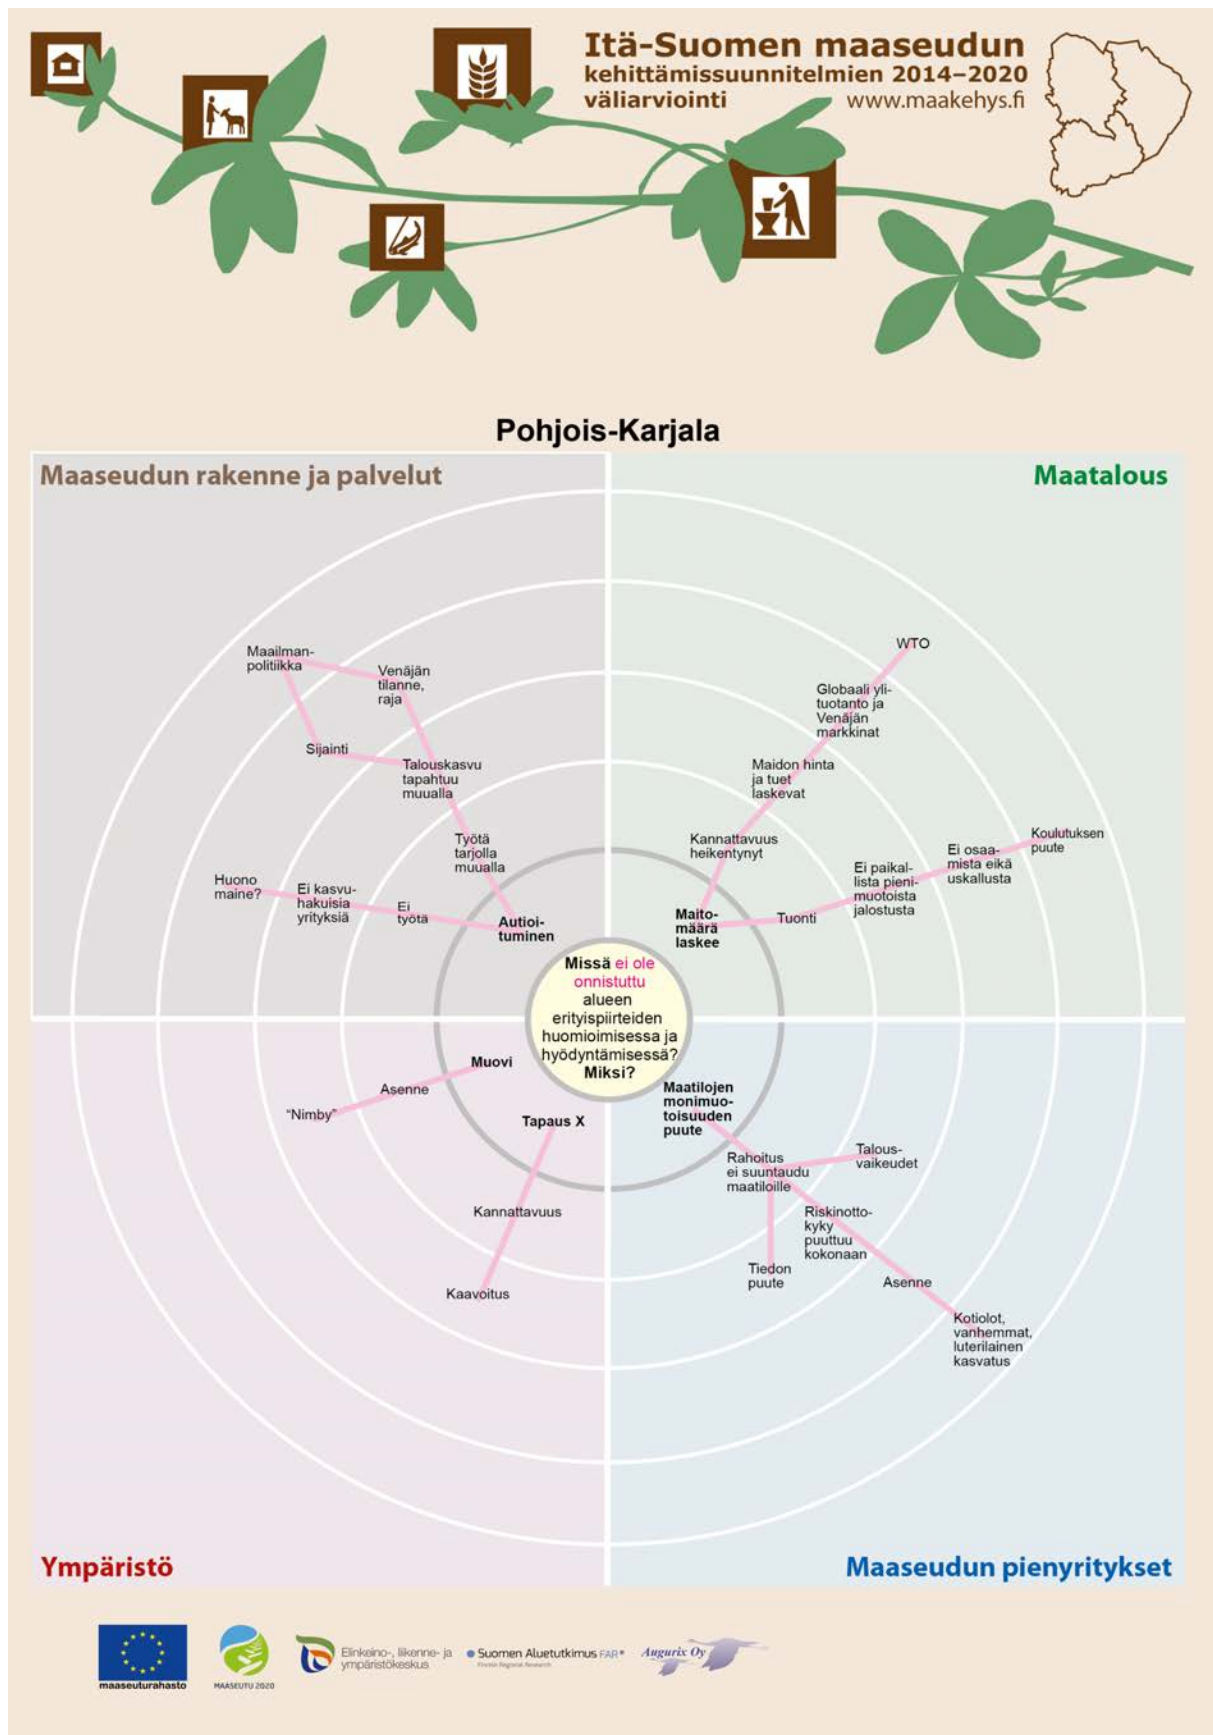 Itä-Suomen maaseudun
kehittämissuunnitelmien 2014–2020
väliarviointi www.maakehys.fi
Pohjois-Karjala
Maaseudun rakenne ja palvelut
Maatalous
Maailman-
politiikka
Venäjän
tilanne,
raja
Sijainti
Talouskasvu
tapahtuu
muualla
Työtä
tarjolla
muualla
Huono
maine?
Ei kasvu-
hakuisia
yrityksiä
Ei
työtä
Autioi-
tuminen
WTO
Globaali yli-
tuotanto ja
Venäjän
markkinat
Maidon hinta
ja tuet
laskevat
Kannattavuus
heikentynyt
Koulutuksen
puute
Ei osaa-
mista eikä
uskallusta
Ei paikal-
lista pieni-
muotoista
jalostusta
Tuonti
Maito-
määrä
laskee
Missä ei ole
onnistuttu
alueen
erityispiirteiden
huomioimisessa ja
hyödyntämisessä?
Miksi?
Muovi
Asenne
“Nimby”
Tapaus X
Kannattavuus
Kaavoitus
Maatilojen
monimuo-
toisuuden
puute
Rahoitus
ei suuntaudu
maatiloille
Talous-
vaikeudet
Riskinotto-
kyky
puuttuu
kokonaan
Tiedon
puute
Asenne
Kotiolot,
vanhemmat,
luterilainen
kasvatus
Ympäristö
Maaseudun pienyritykset
maaseuturahasto
MAASEUTU 2020
Elinkeino-, liikenne- ja
ympäristökeskus
Suomen Aluetutkimus FAR®
Finnish Regional Research
Augurix Oy